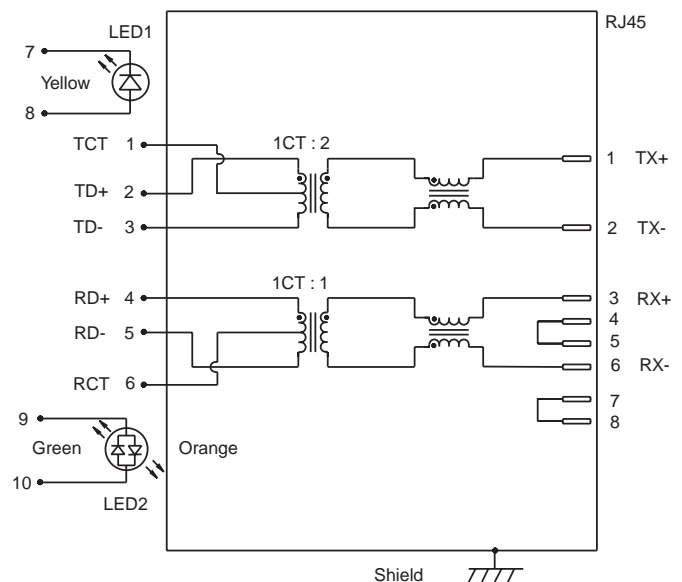 LED1
RJ45
7
Yellow
8
TCT 1
1CT : 2
1 TX+
TD+ 2
TD- 3
2 TX-
1CT : 1
RD+ 4
3 RX+
4
RD- 5
5
6 RX-
RCT 6
7
8
9
Green
Orange
10
LED2
Shield